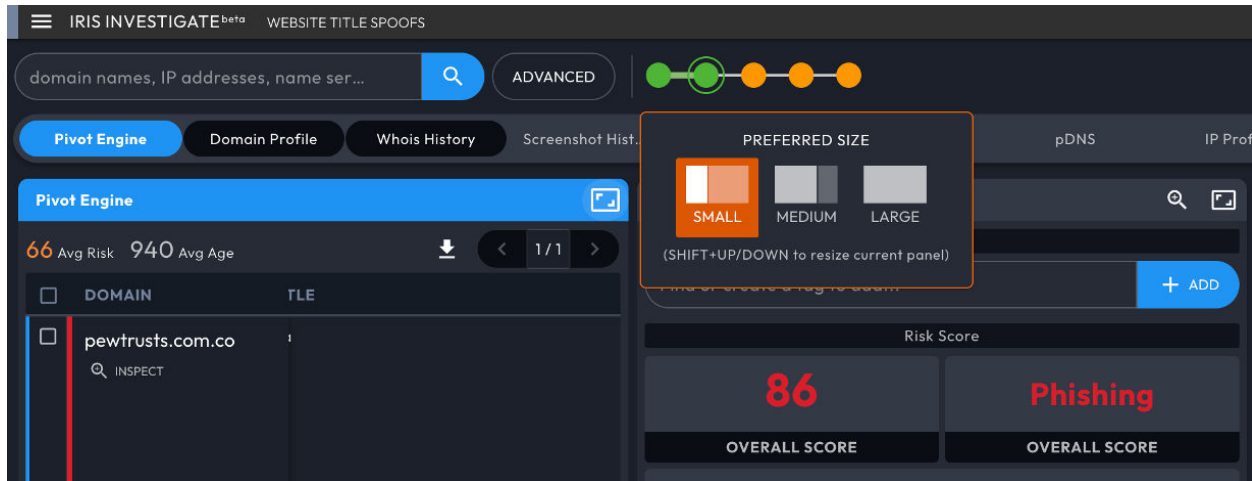 IRIS INVESTIGATE beta WEBSITE TITLE SPOOFS
domain names, IP addresses, name ser...
ADVANCED
Pivot Engine Domain Profile Whois History Screenshot Hist. pDNS IP Prof
PREFERRED SIZE
SMALL MEDIUM LARGE
(SHIFT+UP/DOWN to resize current panel)
Pivot Engine
66 Avg Risk 940 Avg Age
< 1/1 >
+ ADD
DOMAIN TLE
pewtrusts.com.co
INSPECT
Risk Score
86 Phishing
OVERALL SCORE OVERALL SCORE